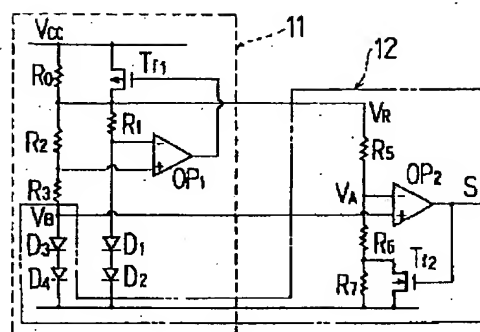 11
VCC
R0
Tr1
12
R1
VR
R2
R5
OP1
R3
VA
OP2
S
VB
D3
D1
R6
Tr2
D4
D2
R7